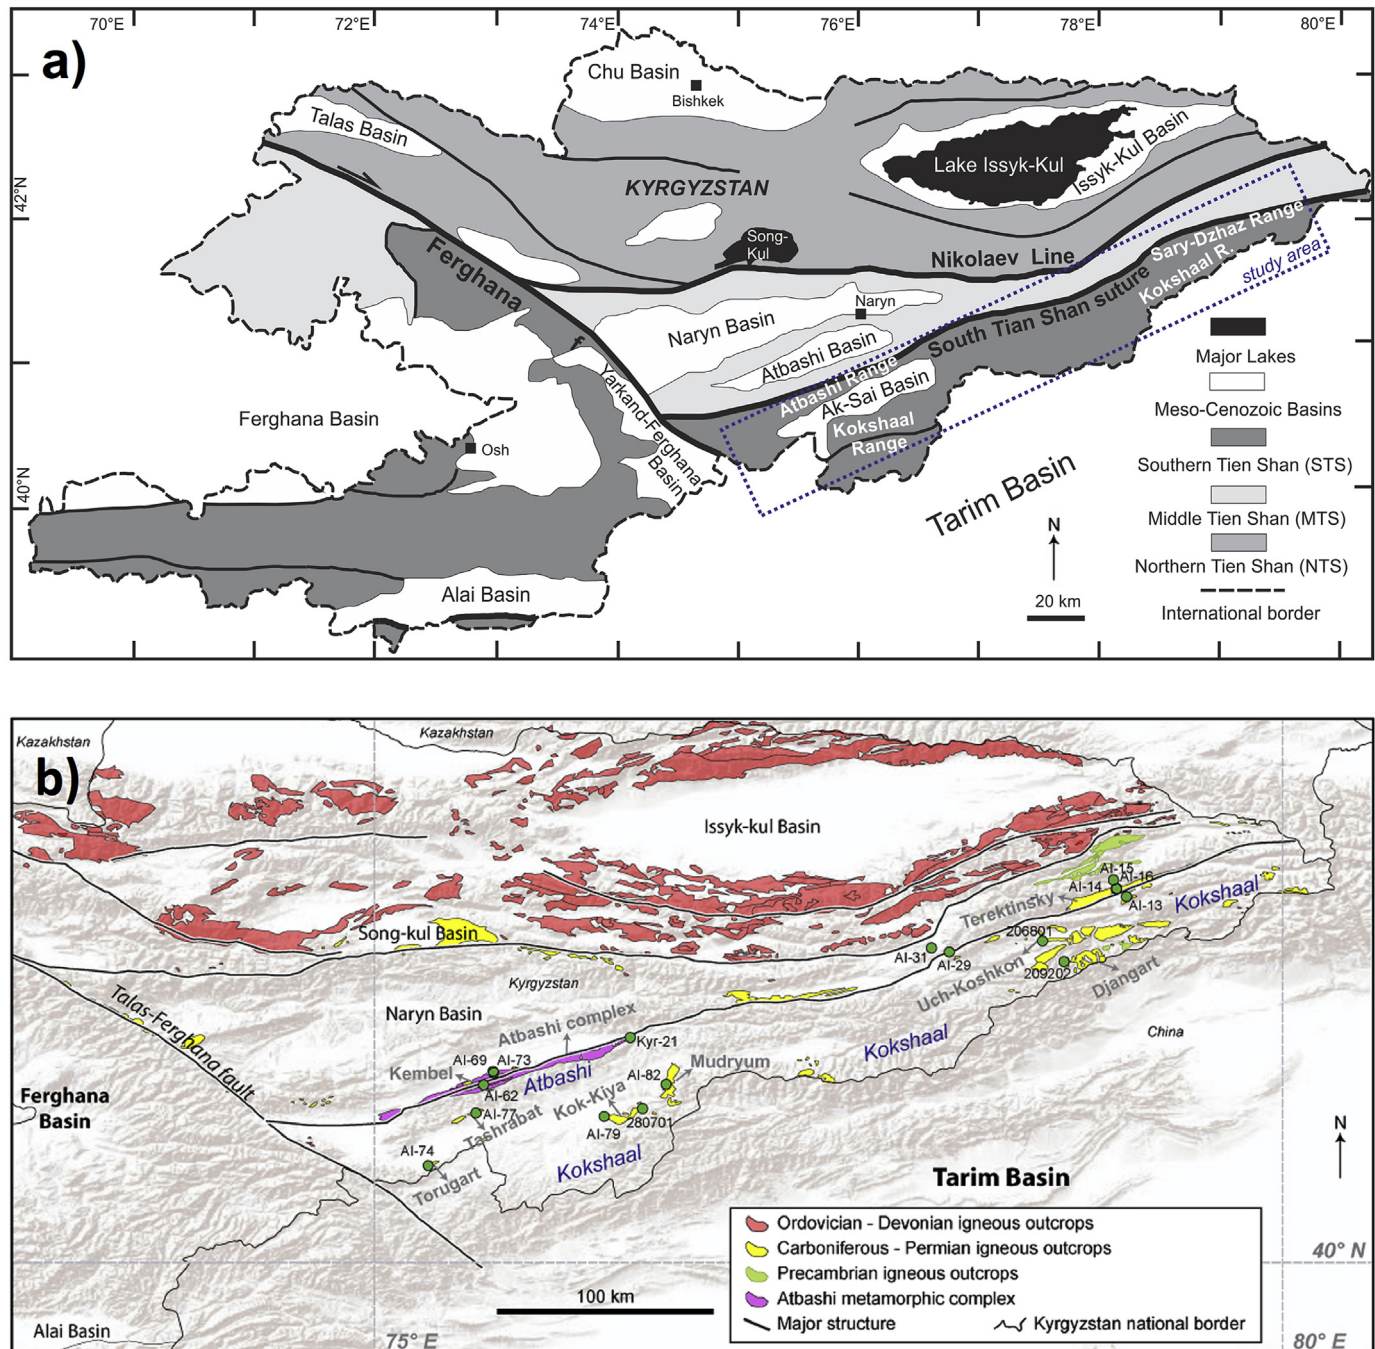 70°E
72°E
74°E
76°E
78°E
80°E
a)
42°N
40°N
Chu Basin
Bishkek
Talas Basin
Lake Issyk-Kul
Issyk-Kul Basin
KYRGYZSTAN
Song-
Kul
Nikolaev Line
Sary-Dzhaz Range
Kokshaal R.
study area
Ferghana
f
Naryn
Naryn Basin
South Tian Shan suture
Atbashi Basin
Atbashi Range
Ak-Sai Basin
Kokshaal
Range
Yarkand-Ferghana
Basin
Ferghana Basin
Osh
Tarim Basin
Alai Basin
N
20 km
Major Lakes
Meso-Cenozoic Basins
Southern Tien Shan (STS)
Middle Tien Shan (MTS)
Northern Tien Shan (NTS)
International border
b)
Kazakhstan
Kazakhstan
Issyk-kul Basin
AI-15
AI-16
AI-14
AI-13
Terektinsky
Kokshaal
Song-kul Basin
206801
AI-31
AI-29
Uch-Koshkon
209202
Djangart
Kyrgyzstan
Talas-Ferghana fault
Naryn Basin
Atbashi complex
Kyr-21
China
Kokshaal
AI-69
AI-73
Kembel
Atbashi
AI-62
Mudryum
AI-82
Kok-Kiya
AI-77
Tashrabat
280701
AI-79
Ferghana
Basin
AI-74
Torugart
Kokshaal
N
Tarim Basin
Ordovician - Devonian igneous outcrops
Carboniferous - Permian igneous outcrops
Precambrian igneous outcrops
Atbashi metamorphic complex
Major structure
Kyrgyzstan national border
40° N
100 km
Alai Basin
75° E
80° E